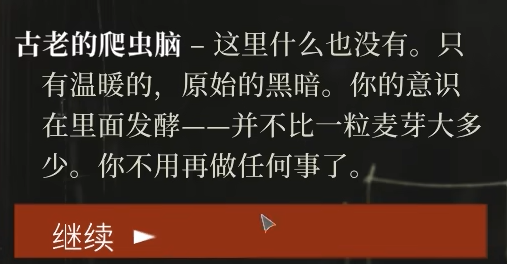 古老的爬虫脑 – 这里什么也没有。只
有温暖的，原始的黑暗。你的意识
在里面发酵——并不比一粒麦芽大多
少。你不用再做任何事了。
继续